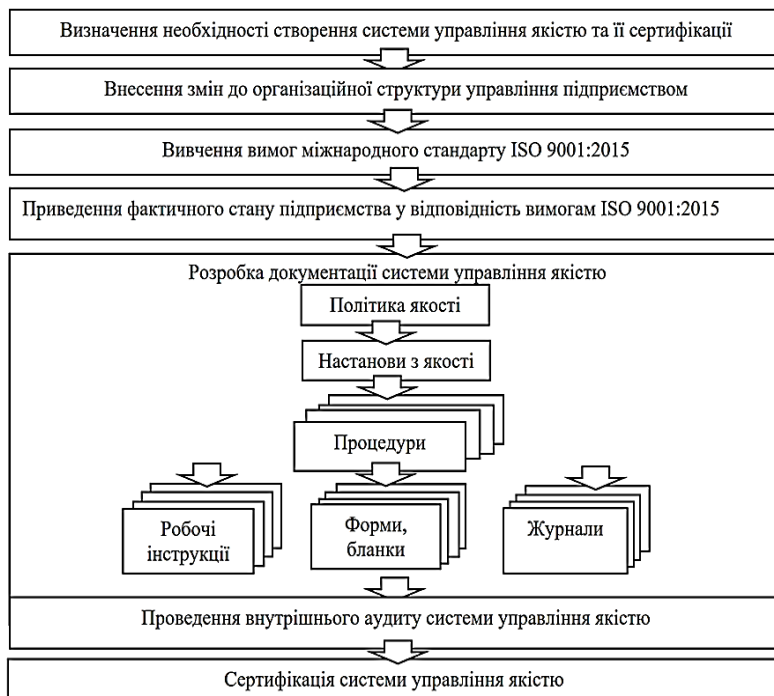 Визначення необхідності створення системи управління якістю та її сертифікації
Внесення змін до організаційної структури управління підприємством
Вивчення вимог міжнародного стандарту ISO 9001:2015
Приведення фактичного стану підприємства у відповідність вимогам ISO 9001:2015
Розробка документації системи управління якістю
Політика якості
Настанови з якості
Процедури
Робочі
інструкції
Форми,
бланки
Журнали
Проведення внутрішнього аудиту системи управління якістю
Сертифікація системи управління якістю